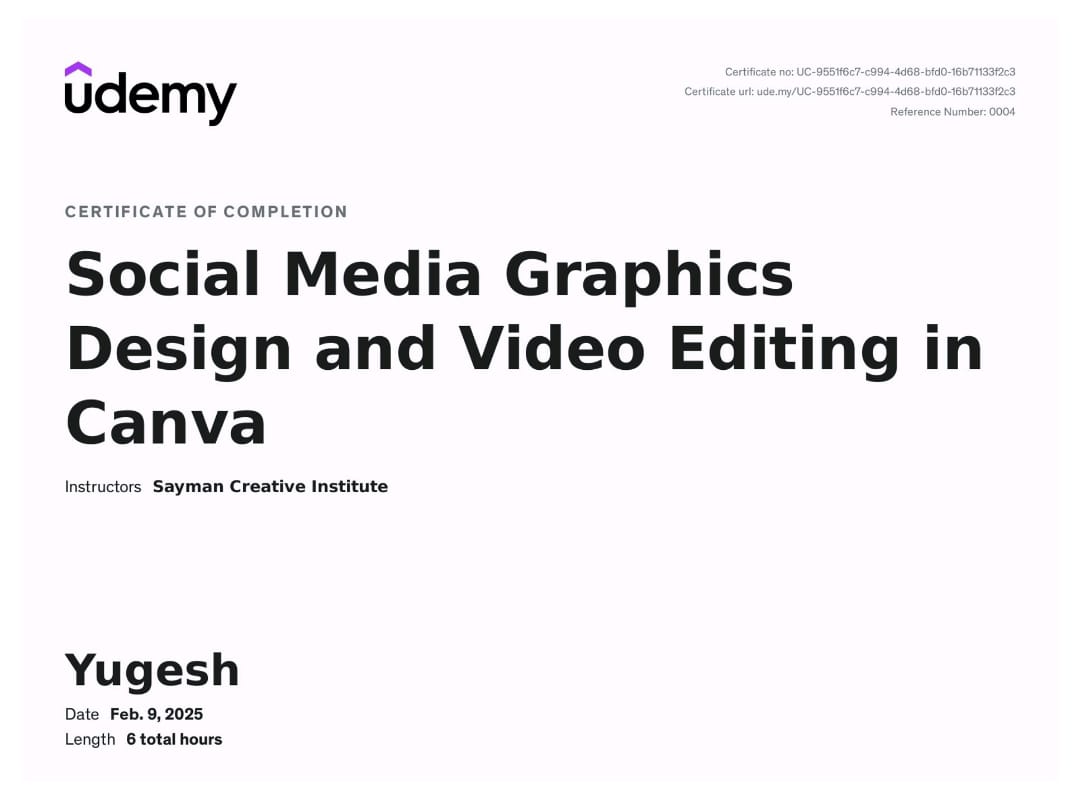 udemy
Certificate no: UC-9551f6c7-c994-4d68-bfd0-16b71133f2c3
Certificate url: ude.my/UC-9551f6c7-c994-4d68-bfd0-16b71133f2c3
Reference Number: 0004
CERTIFICATE OF COMPLETION
Social Media Graphics
Design and Video Editing in
Canva
Instructors Sayman Creative Institute
Yugesh
Date Feb. 9, 2025
Length 6 total hours